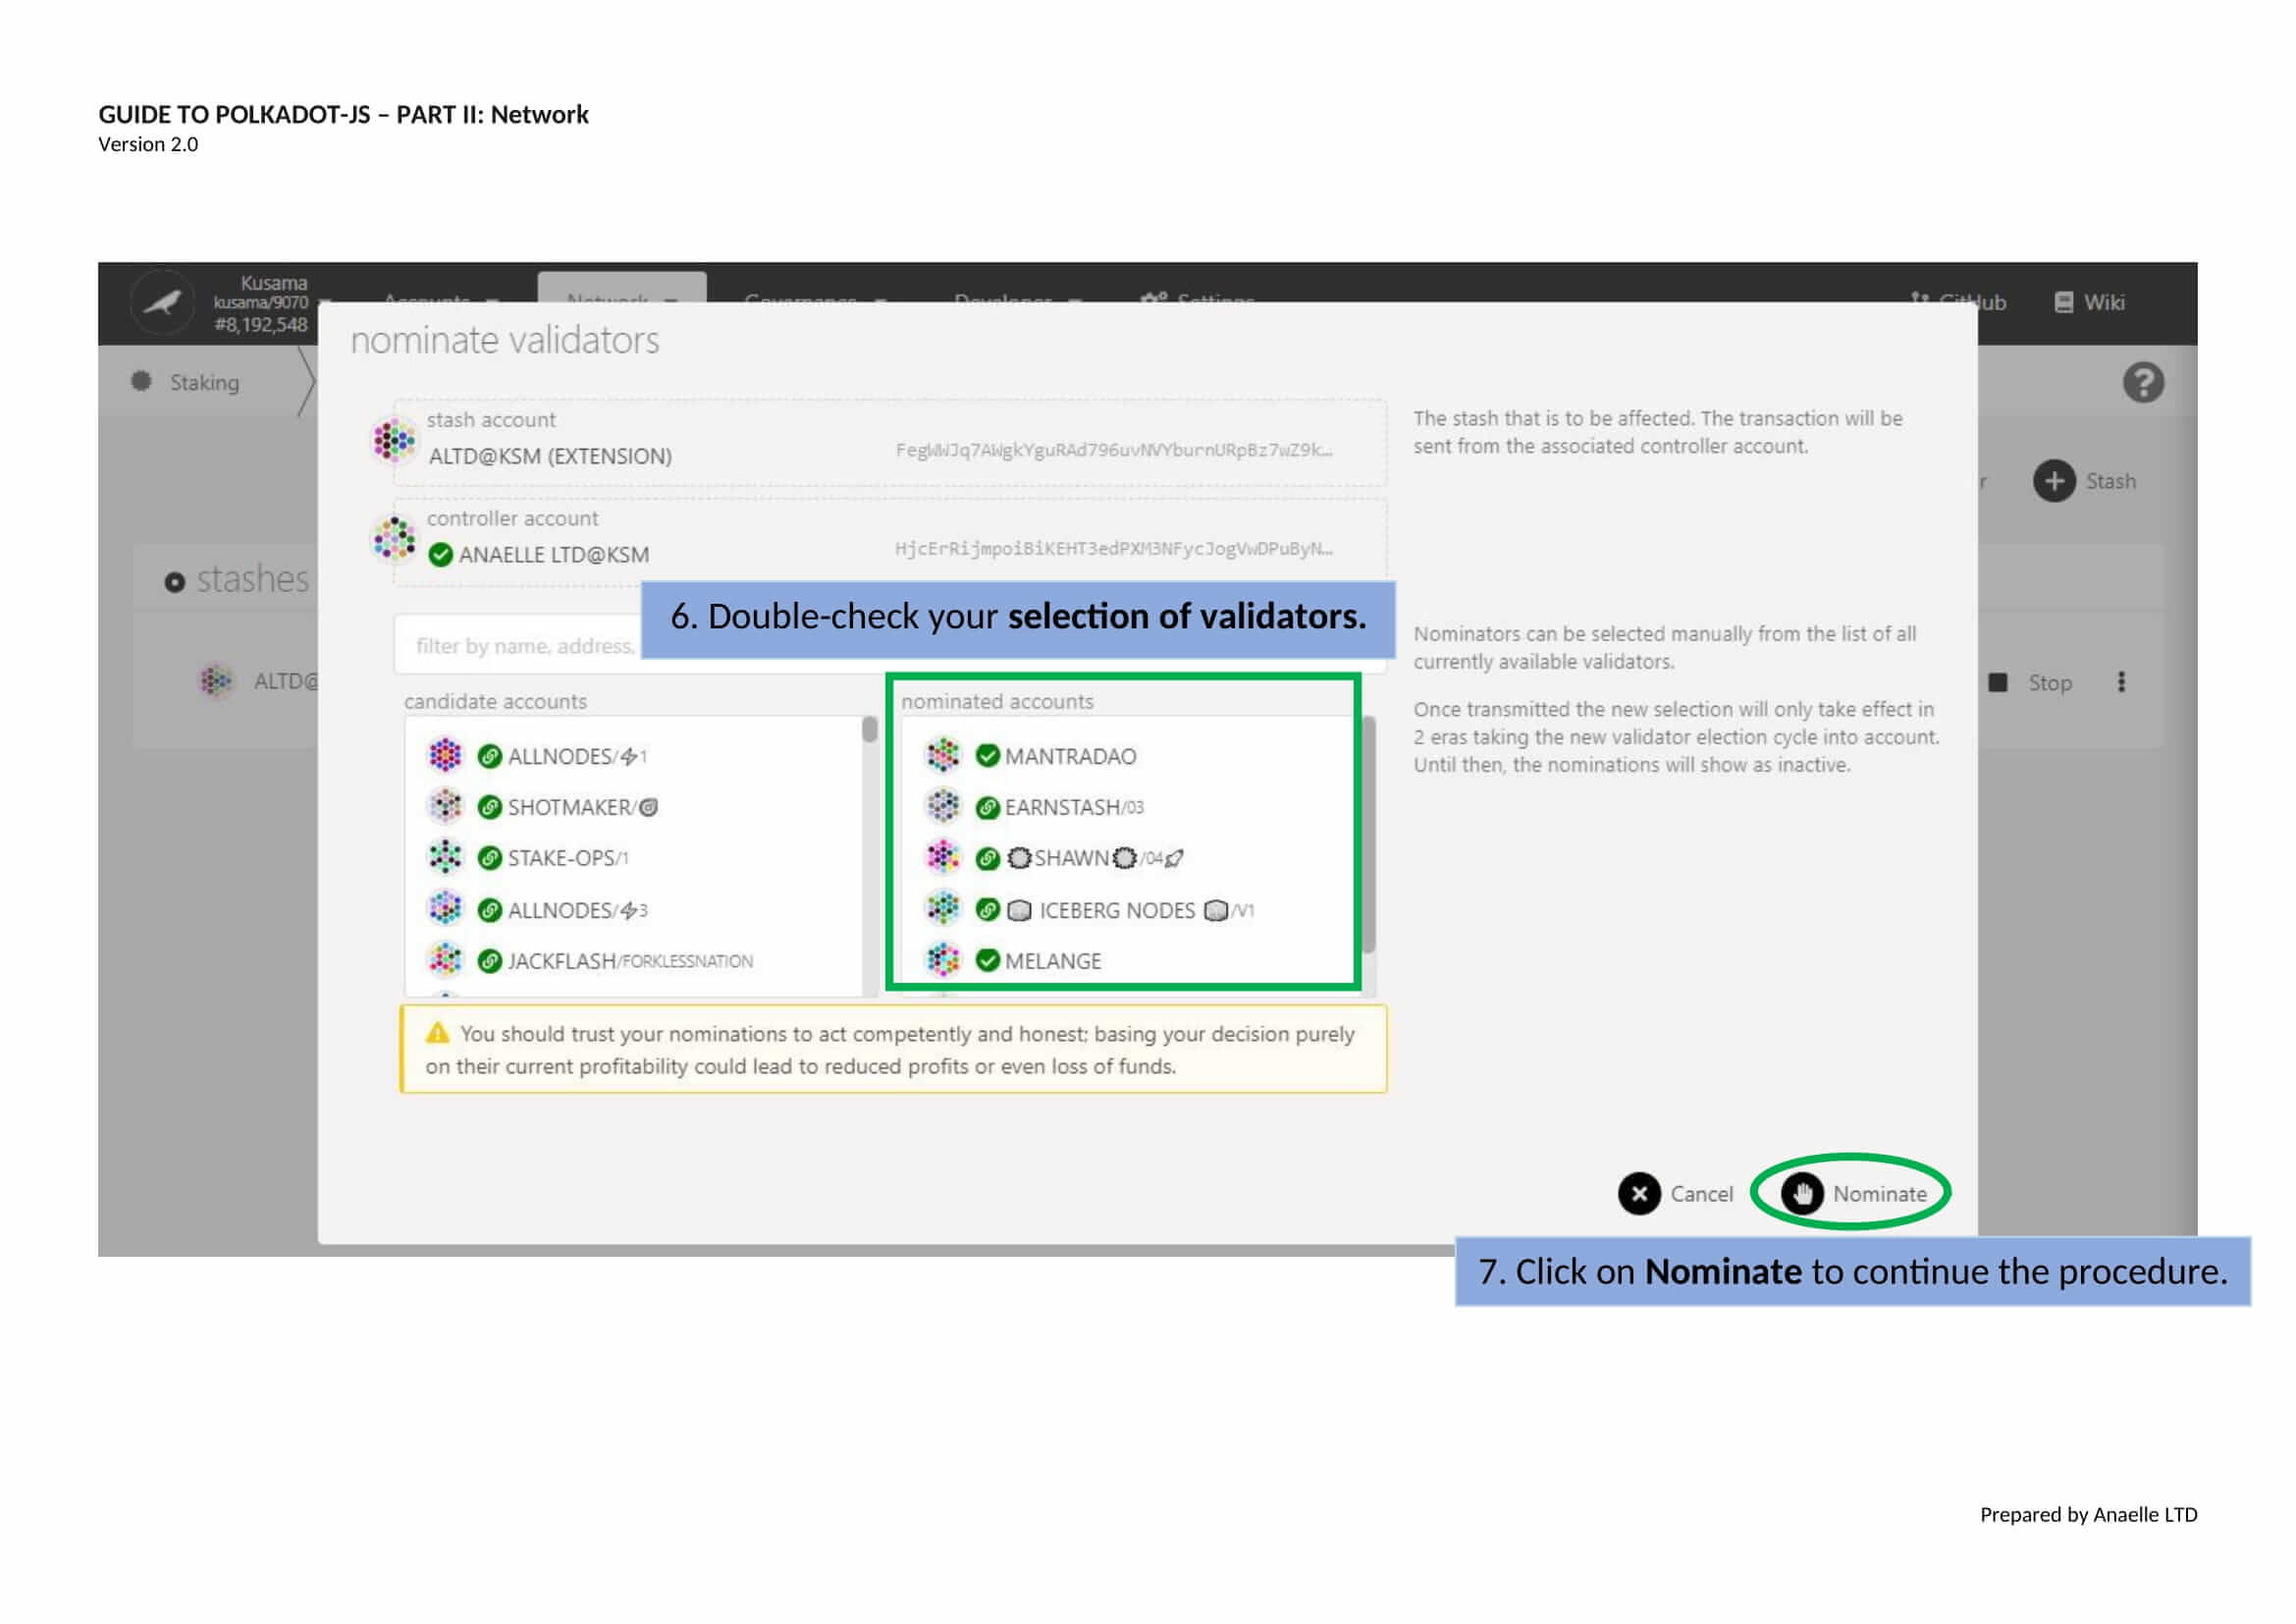 GUIDE TO POLKADOT-JS – PART II: Network
Version 2.0
Kusama
kusama/9070
#8,192,548
Accounts
Network
Governance
Developer
Settings
GitHub
Wiki
nominate validators
Staking
stash account
ALTD@KSM (EXTENSION)
FegWWJq7AWgkYguRAd796uvNVYburnURpBz7wZ9k…
The stash that is to be affected. The transaction will be
sent from the associated controller account.
Stash
controller account
ANAELLE LTD@KSM
HjcErRijmpoiBiKEHT3edPXM3NFycJogVwDPuByN…
stashes
6. Double-check your selection of validators.
filter by name, address,
Nominators can be selected manually from the list of all
currently available validators.
ALTD@
Stop
candidate accounts
nominated accounts
Once transmitted the new selection will only take effect in
2 eras taking the new validator election cycle into account.
Until then, the nominations will show as inactive.
ALLNODES/⚡1
MANTRADAO
SHOTMAKER/
EARNSTASH/03
STAKE-OPS/1
SHAWN/04🚀
ALLNODES/⚡3
ICEBERG NODES /V1
JACKFLASH/FORKLESSNATION
MELANGE
You should trust your nominations to act competently and honest; basing your decision purely
on their current profitability could lead to reduced profits or even loss of funds.
Cancel
Nominate
7. Click on Nominate to continue the procedure.
Prepared by Anaelle LTD